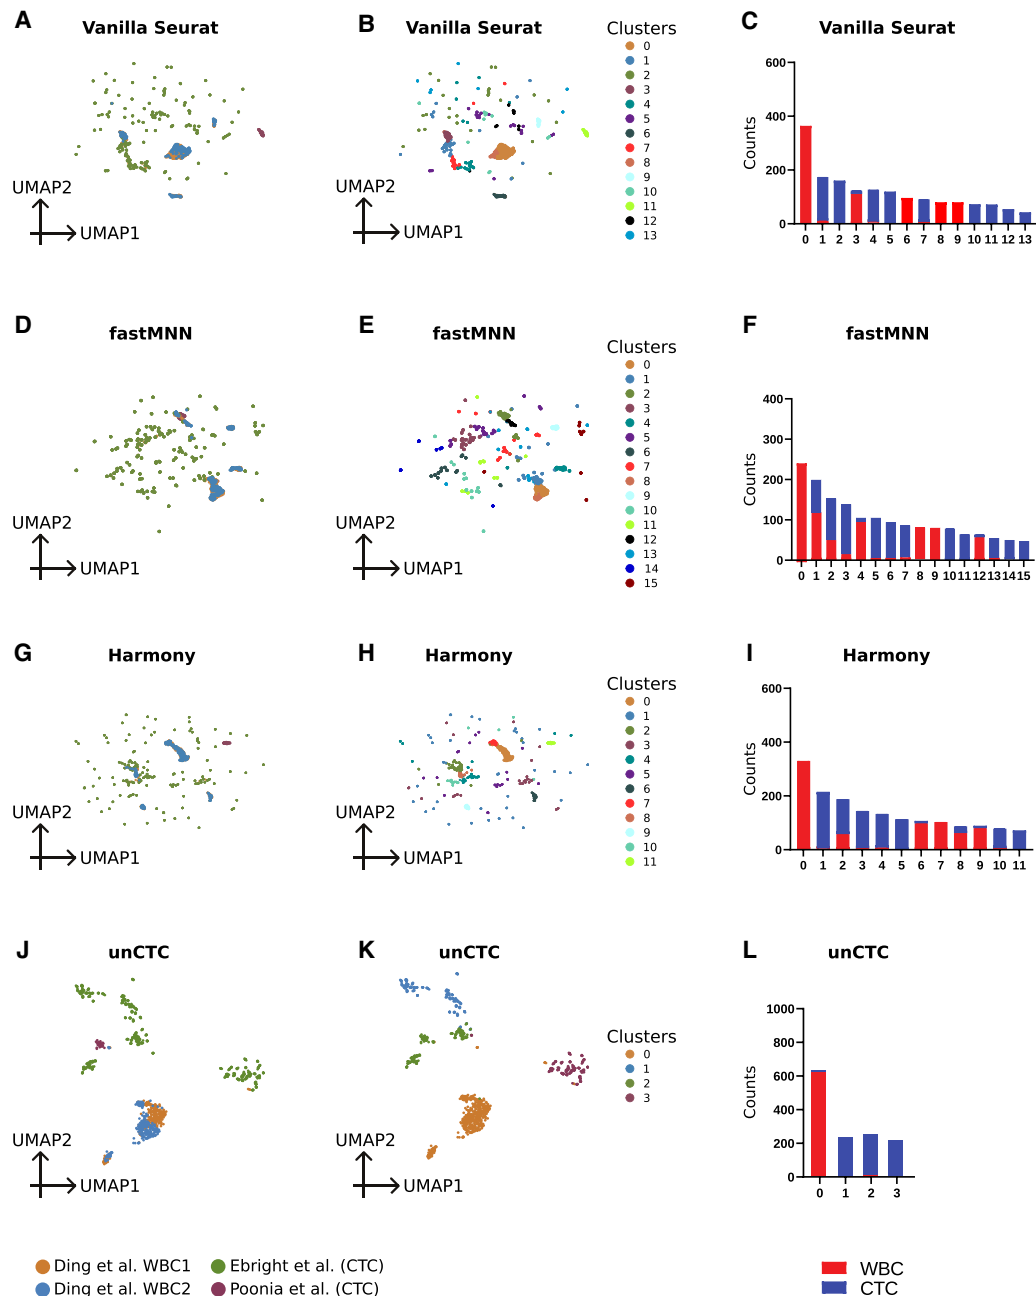 A
Vanilla Seurat
UMAP2
UMAP1
B
Vanilla Seurat
UMAP2
UMAP1
Clusters
0
1
2
3
4
5
6
7
8
9
10
11
12
13
C
Vanilla Seurat
Counts
600
400
200
0
0 1 2 3 4 5 6 7 8 9 10 11 12 13
D
fastMNN
UMAP2
UMAP1
E
fastMNN
UMAP2
UMAP1
Clusters
0
1
2
3
4
5
6
7
8
9
10
11
12
13
14
15
F
fastMNN
Counts
400
300
200
100
0
0 1 2 3 4 5 6 7 8 9 10 11 12 13 14 15
G
Harmony
UMAP2
UMAP1
H
Harmony
UMAP2
UMAP1
Clusters
0
1
2
3
4
5
6
7
8
9
10
11
I
Harmony
Counts
600
400
200
0
0 1 2 3 4 5 6 7 8 9 10 11
J
unCTC
UMAP2
UMAP1
K
unCTC
UMAP2
UMAP1
Clusters
0
1
2
3
L
unCTC
Counts
1000
800
600
400
200
0
0 1 2 3
Ding et al. WBC1
Ding et al. WBC2
Ebright et al. (CTC)
Poonia et al. (CTC)
WBC
CTC